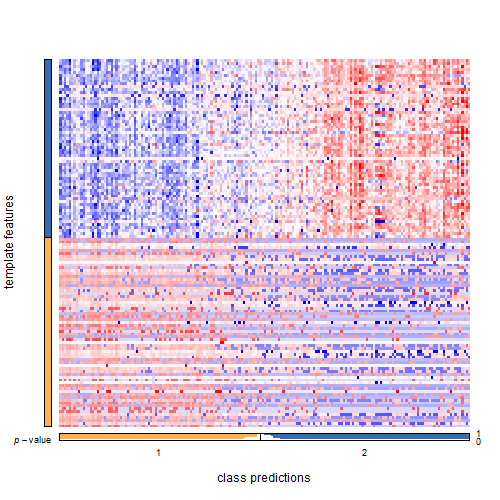 template features
p – value
1
0
1
2
class predictions